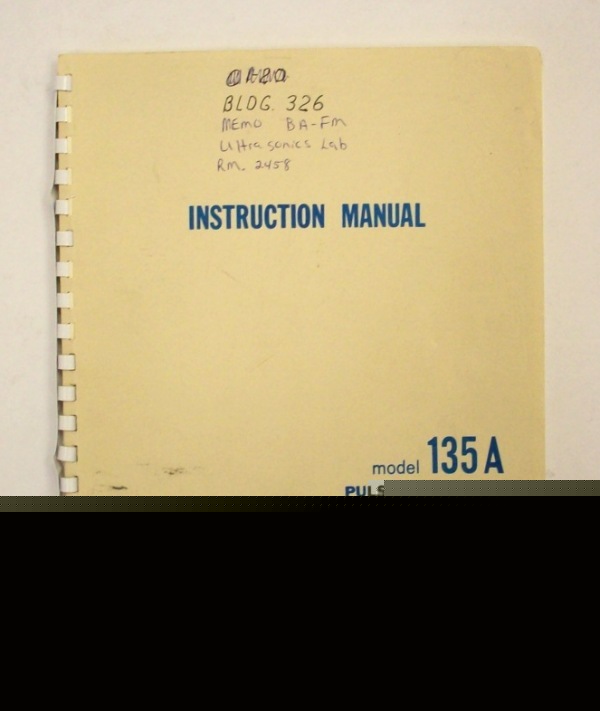 BLDG. 326
MEMO BA-FM
Ultrasonics Lab
RM. 2458
INSTRUCTION MANUAL
model 135A